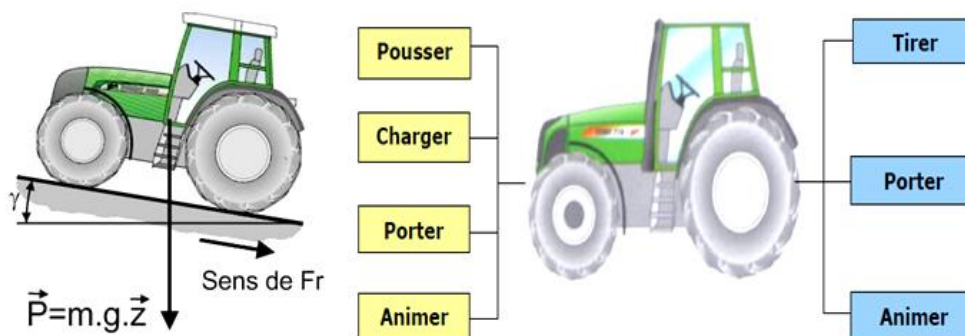 γ
Sens de Fr
P⃗=m.g.z⃗
Pousser
Charger
Porter
Animer
Tirer
Porter
Animer